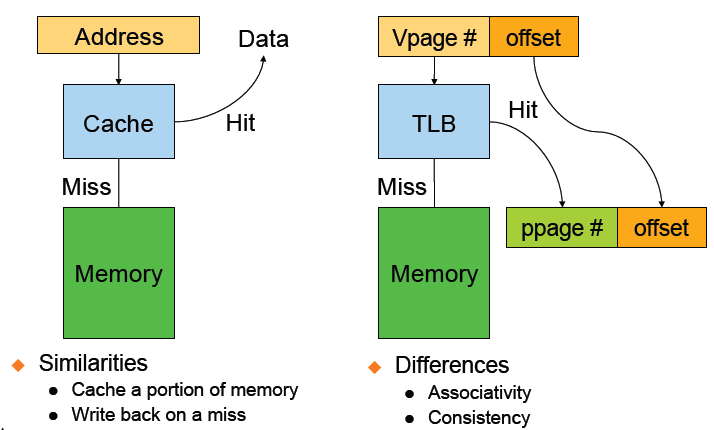 Address
Data
Cache
Hit
Miss
Memory
Similarities
● Cache a portion of memory
● Write back on a miss
Vpage # offset
TLB
Hit
Miss
ppage # offset
Memory
Differences
● Associativity
● Consistency